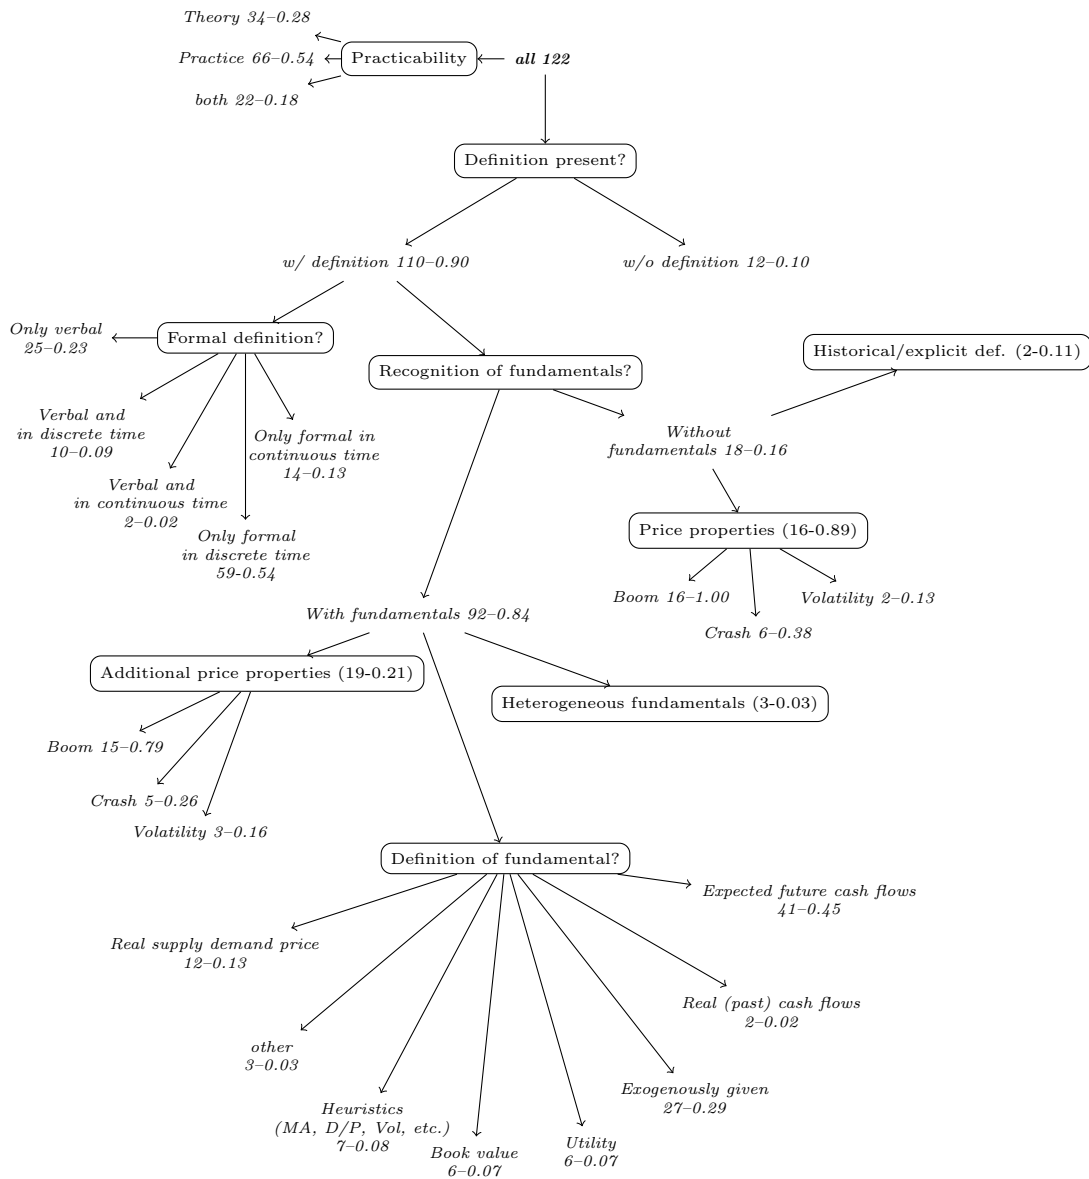 Theory 34–0.28
Practice 66–0.54
Practicability
all 122
both 22–0.18
Definition present?
w/ definition 110–0.90
w/o definition 12–0.10
Only verbal
25–0.23
Formal definition?
Historical/explicit def. (2-0.11)
Recognition of fundamentals?
Verbal and
in discrete time
10–0.09
Only formal in
continuous time
14–0.13
Without
fundamentals 18–0.16
Verbal and
in continuous time
2–0.02
Only formal
in discrete time
59-0.54
Price properties (16-0.89)
Boom 16–1.00
Volatility 2–0.13
Crash 6–0.38
With fundamentals 92–0.84
Additional price properties (19-0.21)
Heterogeneous fundamentals (3-0.03)
Boom 15–0.79
Crash 5–0.26
Volatility 3–0.16
Definition of fundamental?
Expected future cash flows
41–0.45
Real supply demand price
12–0.13
Real (past) cash flows
2–0.02
other
3–0.03
Exogenously given
27–0.29
Heuristics
(MA, D/P, Vol, etc.)
7–0.08
Book value
6–0.07
Utility
6–0.07